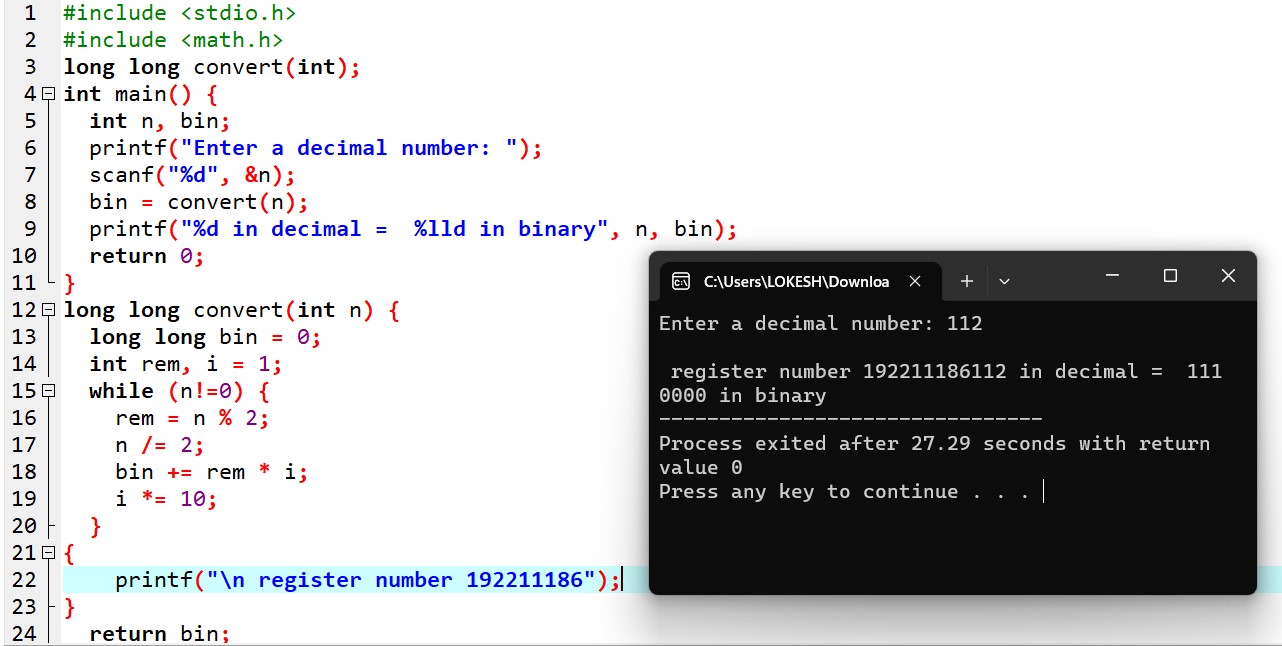 1 #include <stdio.h>
2 #include <math.h>
3 long long convert(int);
4 int main() {
5   int n, bin;
6   printf("Enter a decimal number: ");
7   scanf("%d", &n);
8   bin = convert(n);
9   printf("%d in decimal =  %lld in binary", n, bin);
10   return 0;
11 }
12 long long convert(int n) {
13   long long bin = 0;
14   int rem, i = 1;
15   while (n!=0) {
16     rem = n % 2;
17     n /= 2;
18     bin += rem * i;
19     i *= 10;
20   }
21 {
22     printf("\n register number 192211186");
23 }
24   return bin;
C:\Users\LOKESH\Downloa
Enter a decimal number: 112
 register number 192211186112 in decimal =  111
0000 in binary
--------------------------------
Process exited after 27.29 seconds with return
value 0
Press any key to continue . . .